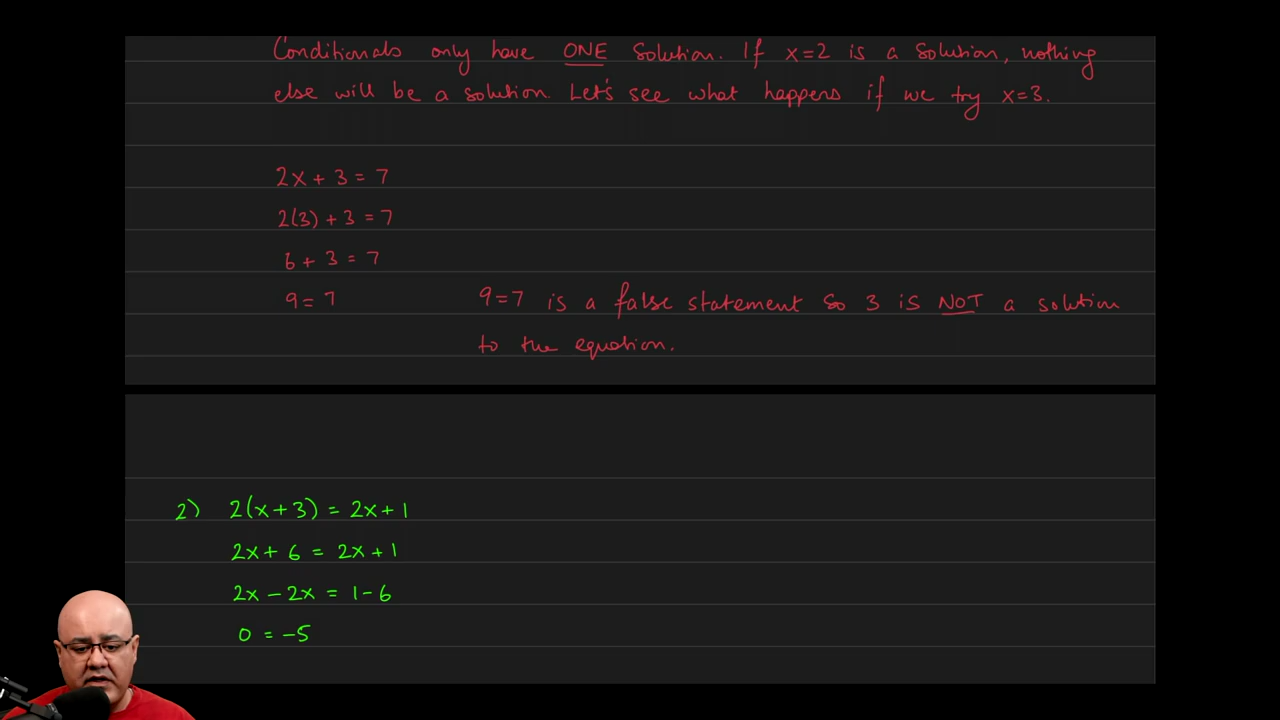 Conditionals only have ONE solution. If x=2 is a solution, nothing
else will be a solution. Let's see what happens if we try x=3.
2x + 3 = 7
2(3) + 3 = 7
6 + 3 = 7
9 = 7
9=7 is a false statement so 3 is NOT a solution
to the equation.
2) 2(x+3) = 2x+1
2x + 6 = 2x + 1
2x - 2x = 1-6
0 = -5